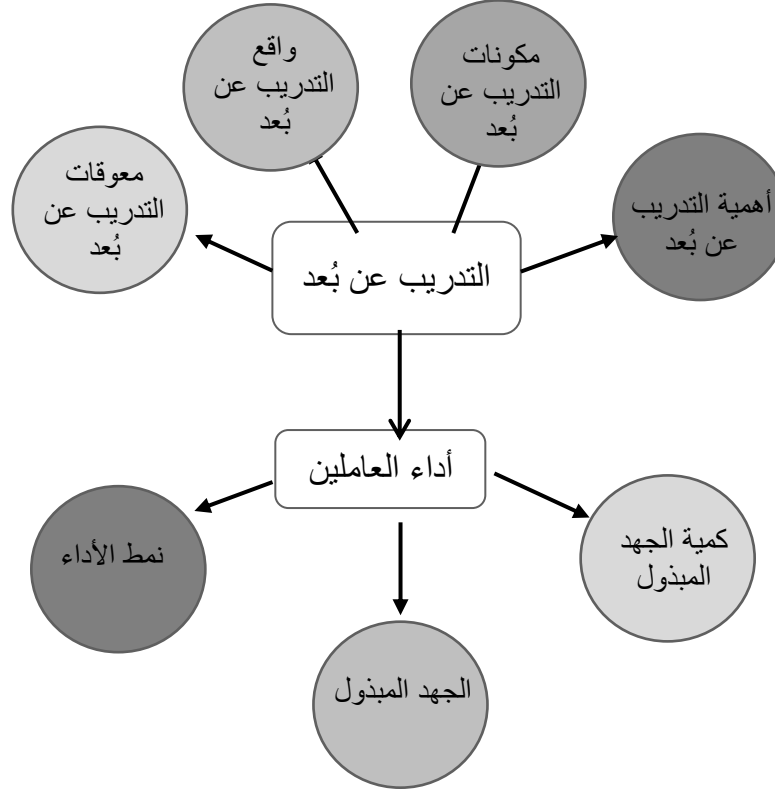 مكونات
التدريب عن
بُعد
واقع
التدريب عن
بُعد
أهمية التدريب
عن بُعد
معوقات
التدريب عن
بُعد
التدريب عن بُعد
أداء العاملين
كمية الجهد
المبذول
نمط الأداء
الجهد المبذول